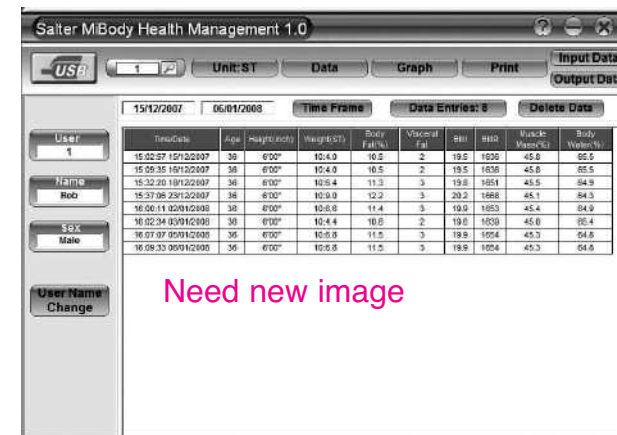 Salter MiBody Health Management 1.0
USB 1 Unit:ST Data Graph Print Input Data
Output Dat
15/12/2007 06/01/2008 Time Frame Data Entries: 8 Delete Data
User
1
Name
Rob
Sex
Male
User Name
Change
Time/Date Age Height(inch) Weight(ST) Body Fat(%) Visceral Fat BMI BMR Muscle Mass(%) Body Water(%)
15:02:57 15/12/2007 36 6'00" 10:4.0 10.5 2 19.5 1636 45.8 65.5
15:09:35 16/12/2007 36 6'00" 10:4.0 10.5 2 19.5 1636 45.8 65.5
15:32:20 18/12/2007 36 6'00" 10:6.4 11.3 3 19.8 1651 45.5 64.9
15:37:06 23/12/2007 36 6'00" 10:9.0 12.2 3 20.2 1668 45.1 64.3
16:00:11 02/01/2008 36 6'00" 10:6.6 11.4 3 19.9 1653 45.4 64.9
16:02:34 03/01/2008 36 6'00" 10:4.4 10.6 2 19.6 1639 45.8 65.4
16:07:07 05/01/2008 36 6'00" 10:6.8 11.5 3 19.9 1654 45.3 64.8
16:09:33 06/01/2008 36 6'00" 10:6.8 11.5 3 19.9 1654 45.3 64.8
Need new image